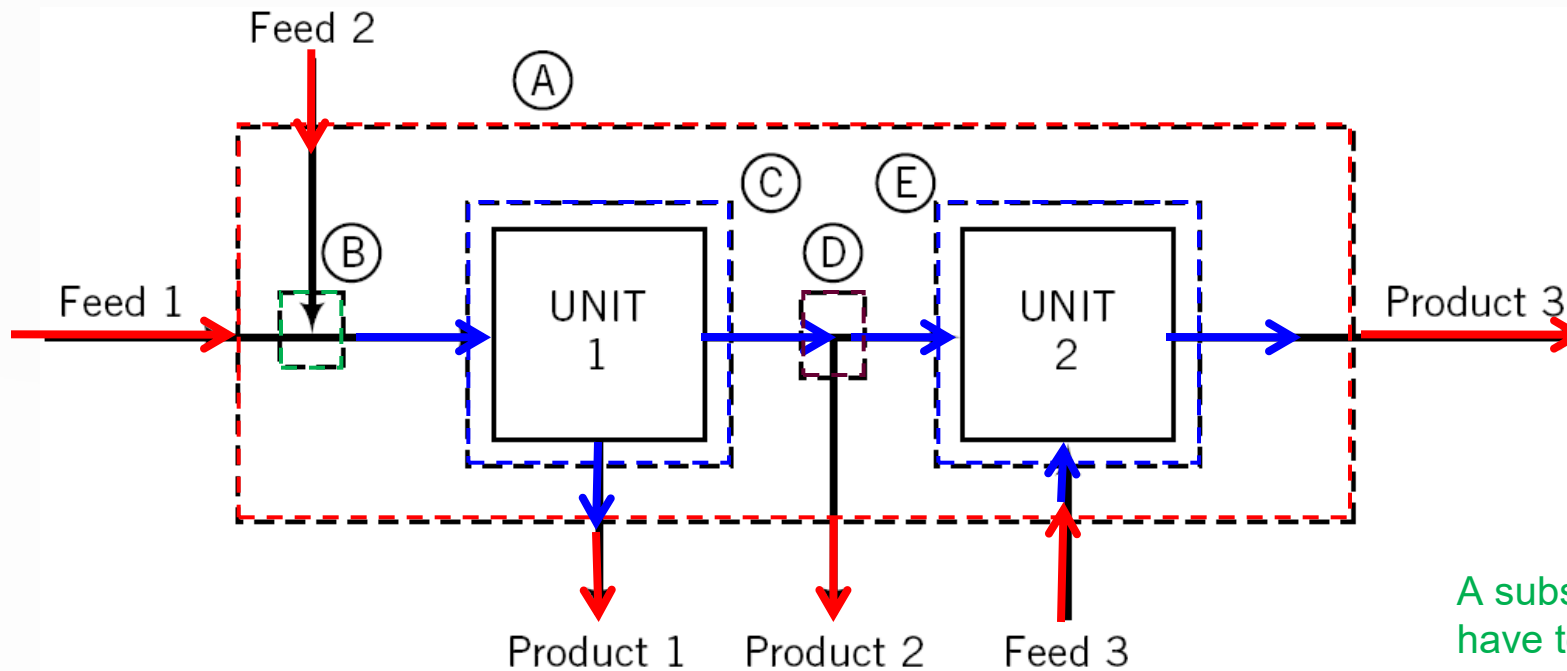 Feed 2
A
C
E
B
D
Feed 1
UNIT
1
UNIT
2
Product 3
Product 1
Product 2
Feed 3
A subs
have t